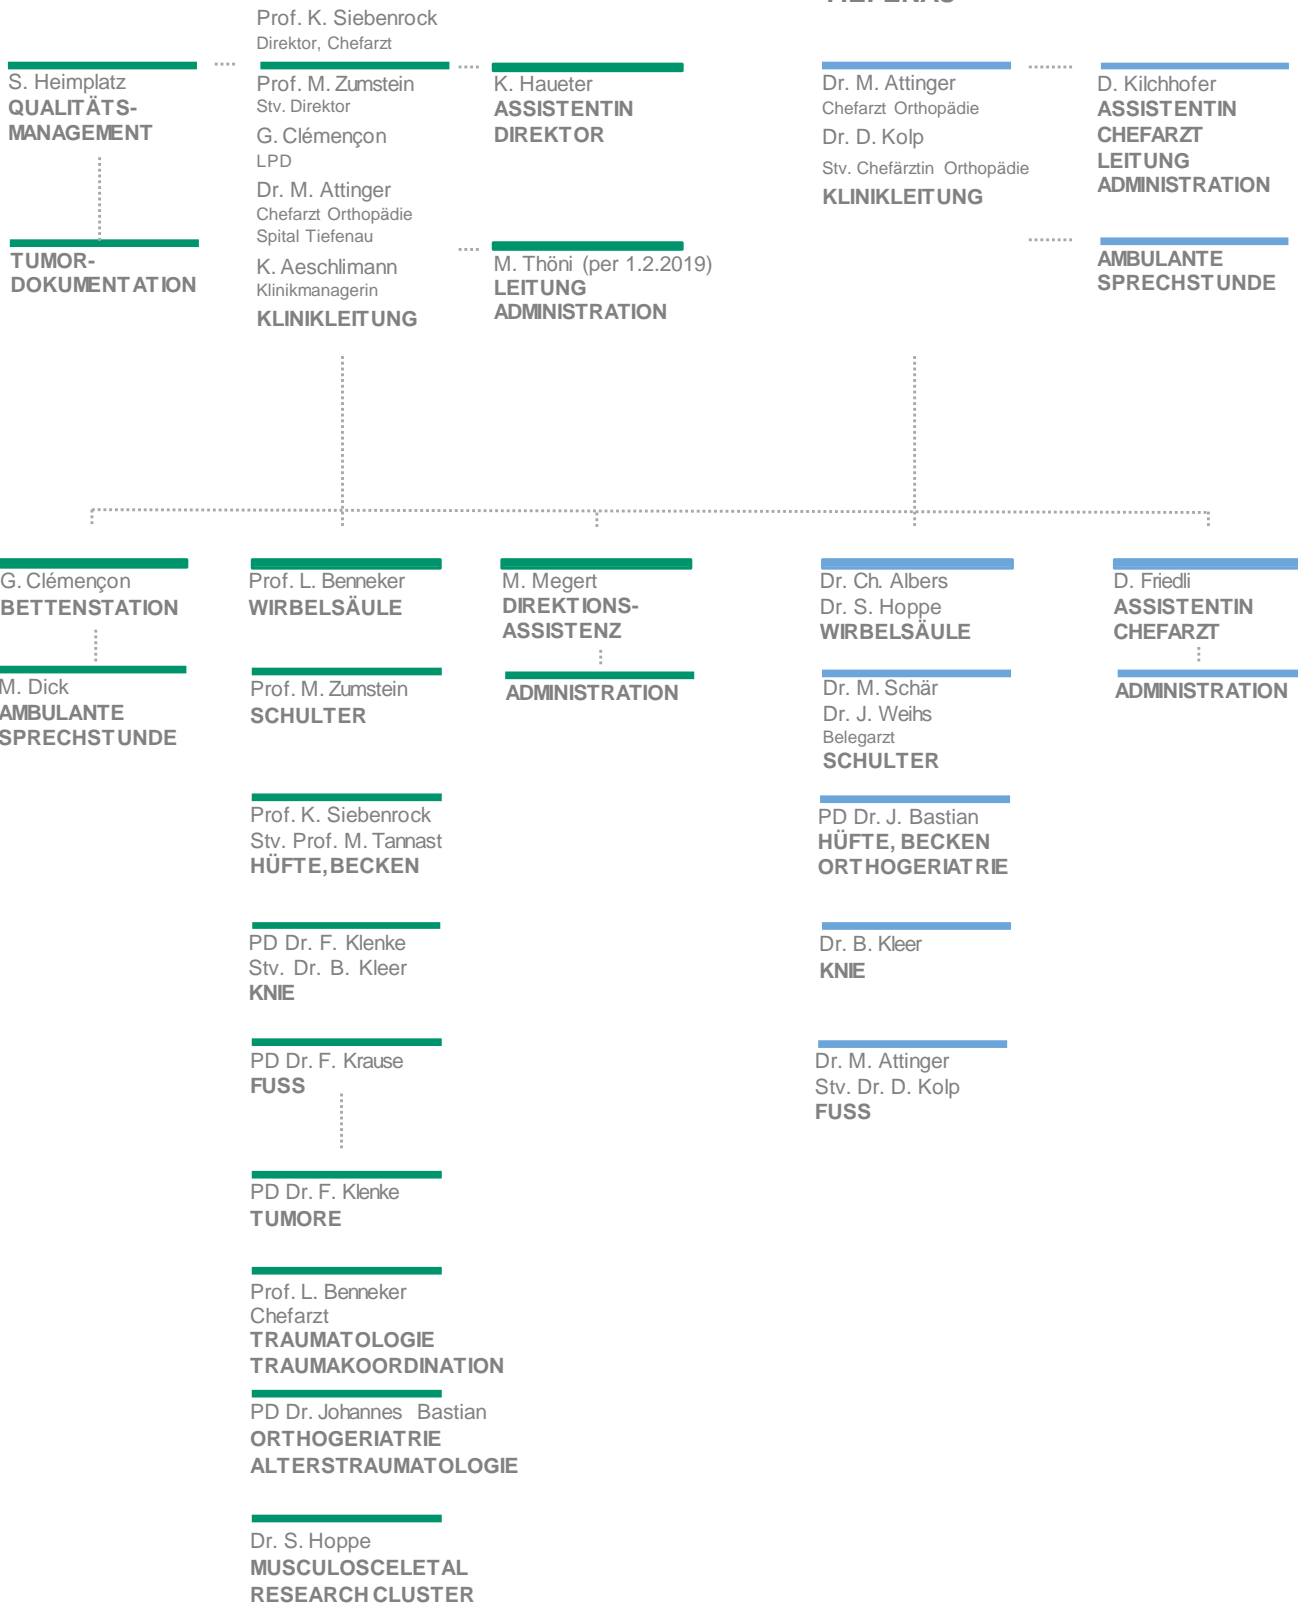 Prof. K. Siebenrock
Direktor, Chefarzt
S. Heimplatz
QUALITÄTS-
MANAGEMENT
TUMOR-
DOKUMENTATION
Prof. M. Zumstein
Stv. Direktor
G. Clémençon
LPD
Dr. M. Attinger
Chefarzt Orthopädie
Spital Tiefenau
K. Aeschlimann
Klinikmanagerin
KLINIKLEITUNG
K. Haueter
ASSISTENTIN
DIREKTOR
M. Thöni (per 1.2.2019)
LEITUNG
ADMINISTRATION
Dr. M. Attinger
Chefarzt Orthopädie
Dr. D. Kolp
Stv. Chefärztin Orthopädie
KLINIKLEITUNG
D. Kilchhofer
ASSISTENTIN
CHEFARZT
LEITUNG
ADMINISTRATION
AMBULANTE
SPRECHSTUNDE
G. Clémençon
BETTENSTATION
M. Dick
AMBULANTE
SPRECHSTUNDE
Prof. L. Benneker
WIRBELSÄULE
Prof. M. Zumstein
SCHULTER
Prof. K. Siebenrock
Stv. Prof. M. Tannast
HÜFTE, BECKEN
PD Dr. F. Klenke
Stv. Dr. B. Kleer
KNIE
PD Dr. F. Krause
FUSS
PD Dr. F. Klenke
TUMORE
Prof. L. Benneker
Chefarzt
TRAUMATOLOGIE
TRAUMAKOORDINATION
PD Dr. Johannes Bastian
ORTHOGERIATRIE
ALTERSTRAUMATOLOGIE
Dr. S. Hoppe
MUSCULOSCELETAL
RESEARCH CLUSTER
M. Megert
DIREKTIONS-
ASSISTENZ
ADMINISTRATION
Dr. Ch. Albers
Dr. S. Hoppe
WIRBELSÄULE
Dr. M. Schär
Dr. J. Weihs
Belegarzt
SCHULTER
PD Dr. J. Bastian
HÜFTE, BECKEN
ORTHOGERIATRIE
Dr. B. Kleer
KNIE
Dr. M. Attinger
Stv. Dr. D. Kolp
FUSS
D. Friedli
ASSISTENTIN
CHEFARZT
ADMINISTRATION